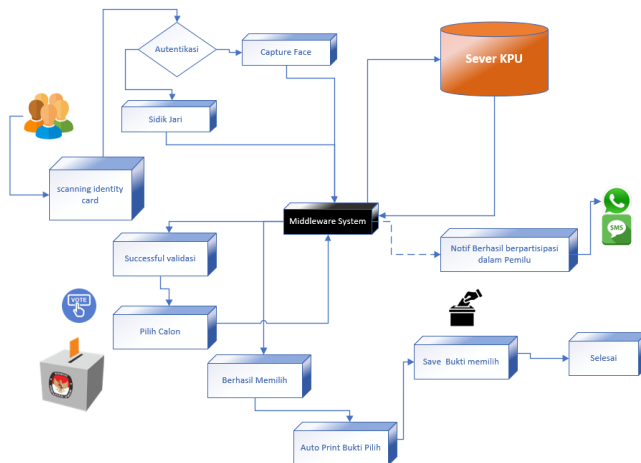 Autentikasi
Capture Face
Sever KPU
Sidik Jari
scanning identity
card
Middleware System
Successful validasi
Notif Berhasil berpartisipasi
dalam Pemilu
SMS
VOTE
Pilih Calon
Berhasil Memilih
Save Bukti memilih
Selesai
Auto Print Bukti Pilih